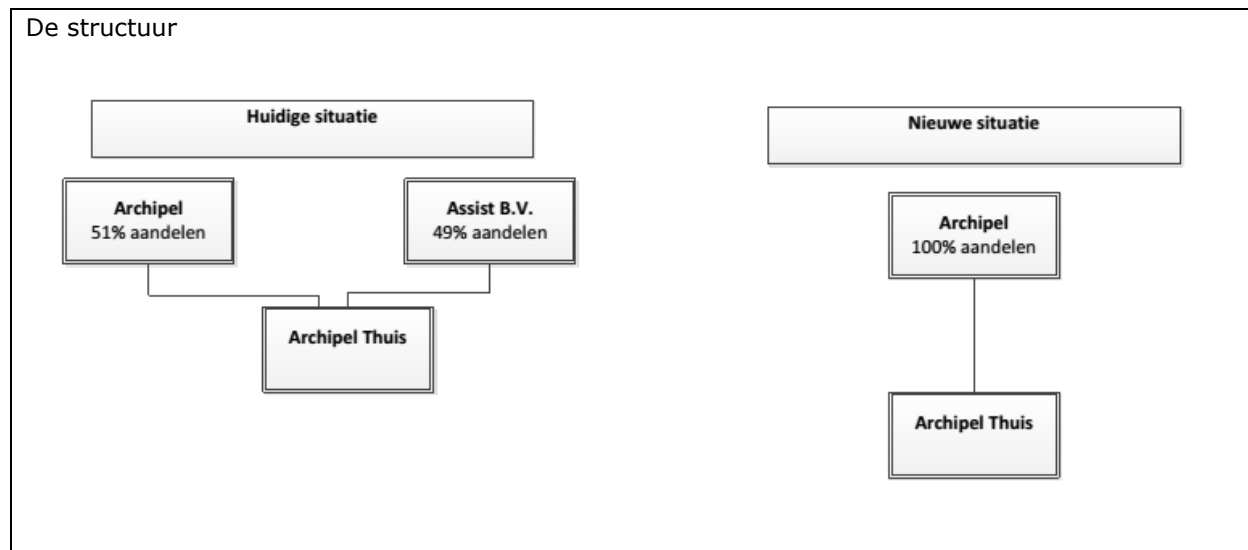 De structuur
Huidige situatie
Archipel
51% aandelen
Assist B.V.
49% aandelen
Archipel Thuis
Nieuwe situatie
Archipel
100% aandelen
Archipel Thuis